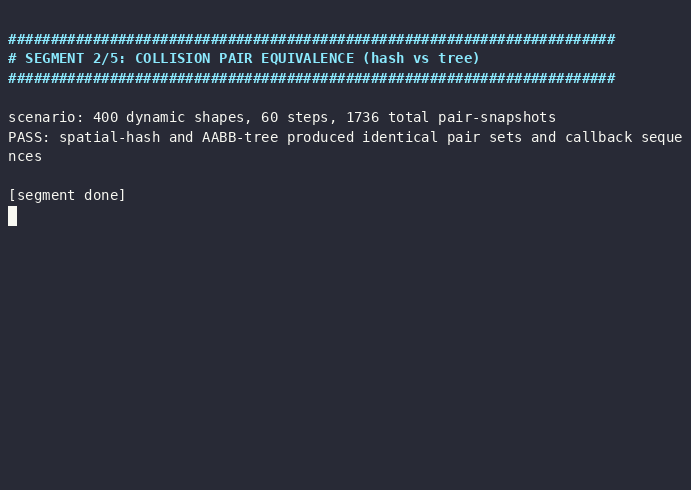 ########################################################################
# SEGMENT 2/5: COLLISION PAIR EQUIVALENCE (hash vs tree)
########################################################################
scenario: 400 dynamic shapes, 60 steps, 1736 total pair-snapshots
PASS: spatial-hash and AABB-tree produced identical pair sets and callback seque
nces
[segment done]